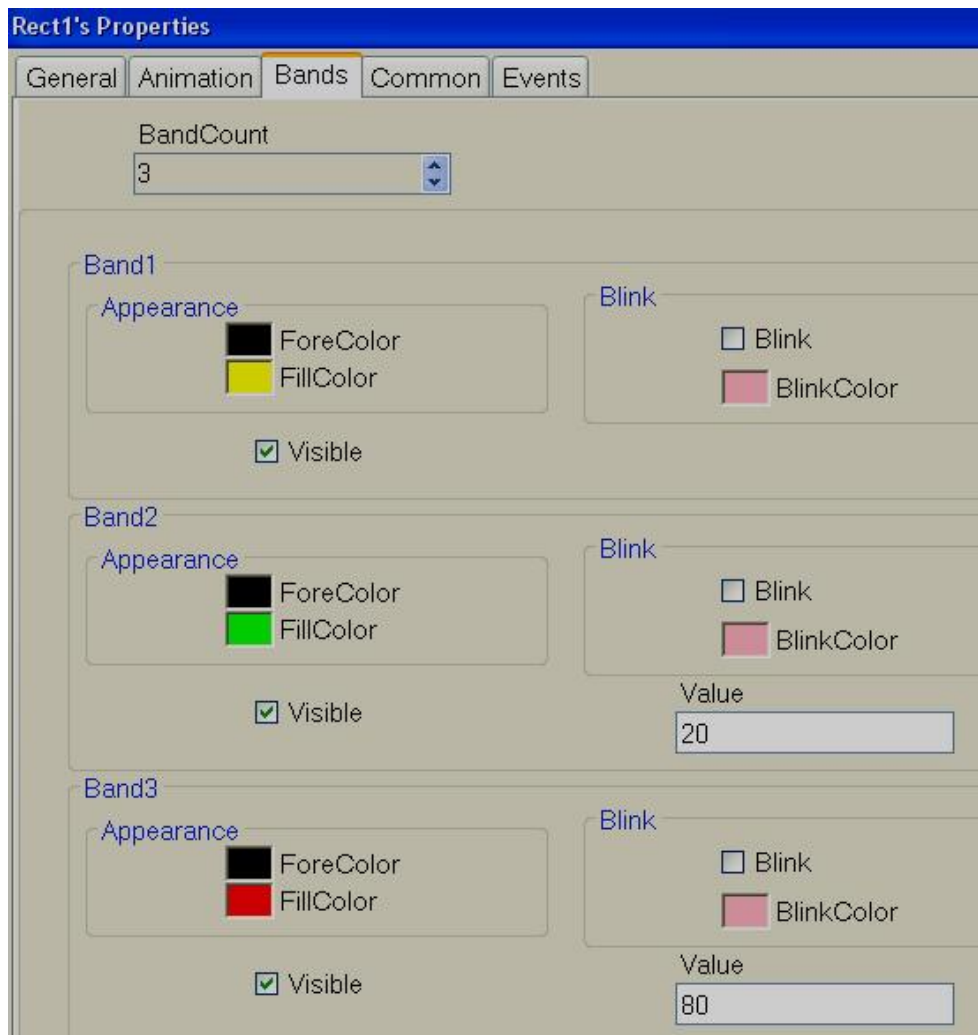 Rect1's Properties
General Animation Bands Common Events
BandCount
3
Band1
Appearance
ForeColor
FillColor
Visible
Blink
Blink
BlinkColor
Band2
Appearance
ForeColor
FillColor
Visible
Blink
Blink
BlinkColor
Value
20
Band3
Appearance
ForeColor
FillColor
Visible
Blink
Blink
BlinkColor
Value
80